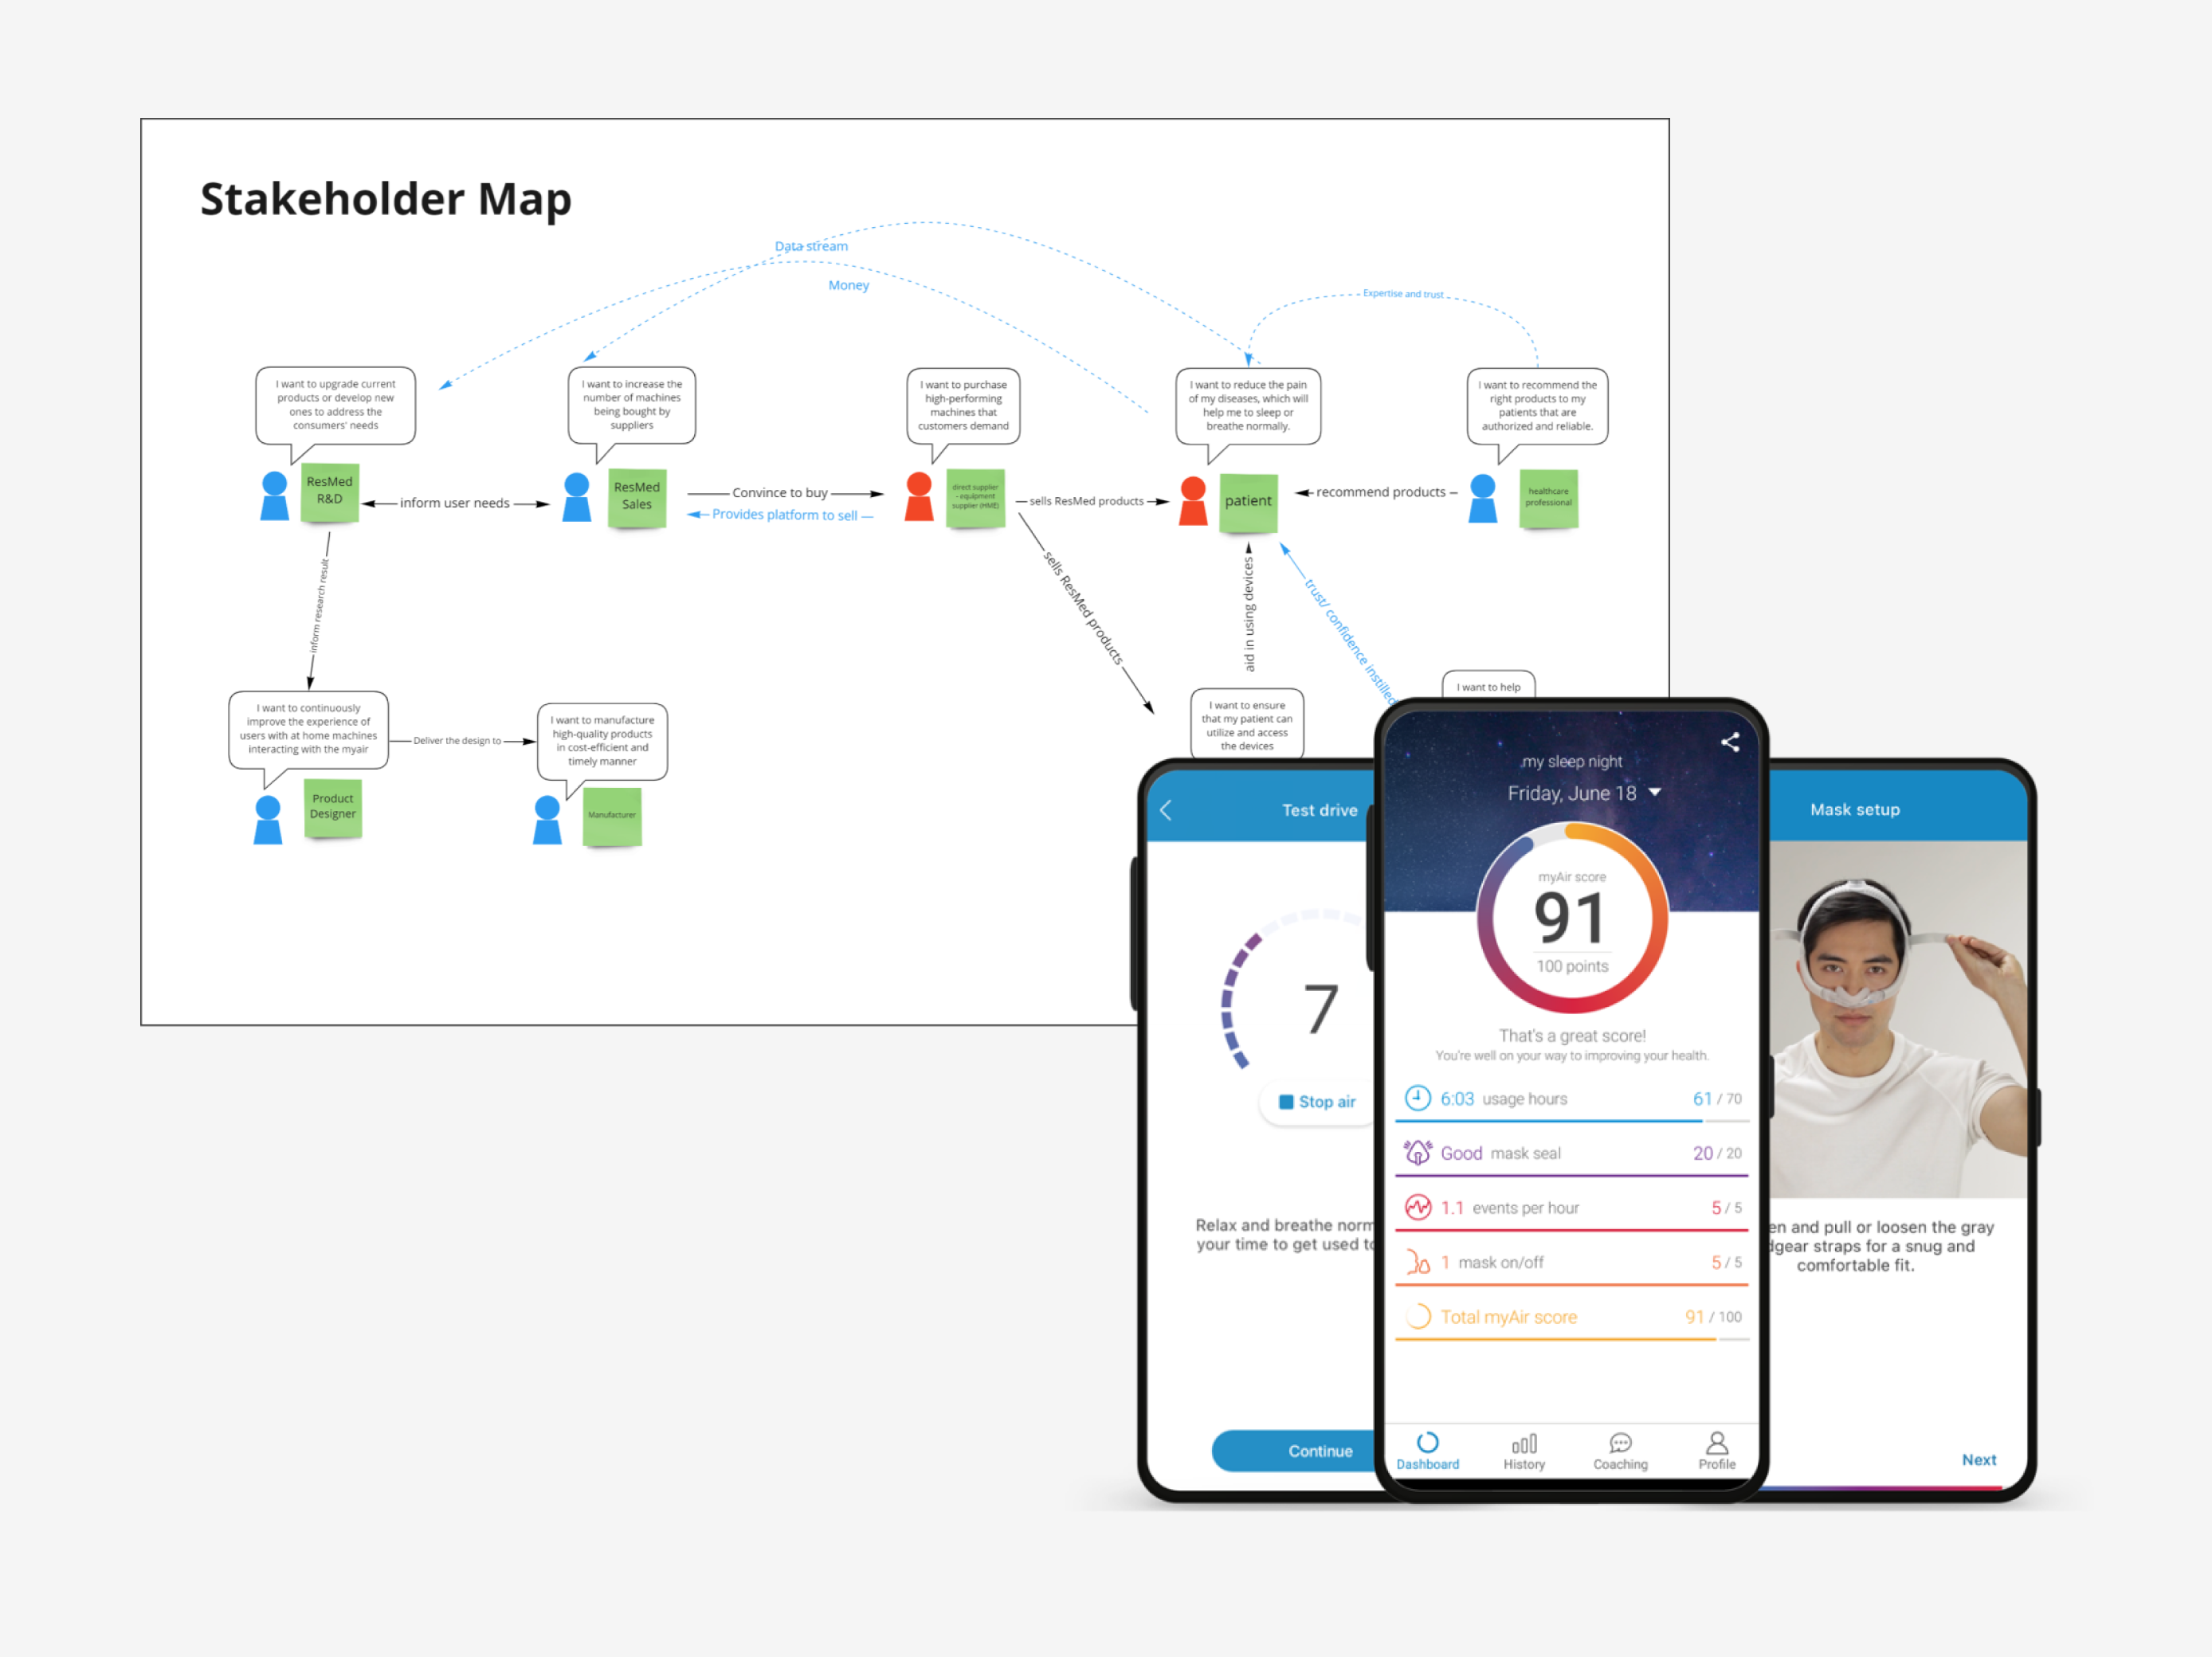 Stakeholder Map
Data stream
Money
Expertise and trust
I want to upgrade current
products or develop new
ones to address the
consumers' needs
I want to increase the
number of machines
being bought by
suppliers
I want to purchase
high-performing
machines that
customers demand
I want to reduce the pain
of my diseases, which will
help me to sleep or
breathe normally.
I want to recommend the
right products to my
patients that are
authorized and reliable.
ResMed
R&D
inform user needs
ResMed
Sales
Convince to buy
Provides platform to sell
direct supplier
– equipment
supplier (HME)
sells ResMed products
patient
recommend products
healthcare
professional
inform research result
sells ResMed products
aid in using devices
trust/ confidence instilled
I want to continuously
improve the experience of
users with at home machines
interacting with the myair
Deliver the design to
I want to manufacture
high-quality products
in cost-efficient and
timely manner
I want to ensure
that my patient can
utilize and access
the devices
I want to help
Product
Designer
Manufacturer
Test drive
7
Stop air
Relax and breathe norm
your time to get used to
Continue
my sleep night
Friday, June 18
myAir score
91
100 points
That's a great score!
You're well on your way to improving your health.
6:03 usage hours 61 / 70
Good mask seal 20 / 20
1.1 events per hour 5 / 5
1 mask on/off 5 / 5
Total myAir score 91 / 100
Dashboard
History
Coaching
Profile
Mask setup
en and pull or loosen the gray
dgear straps for a snug and
comfortable fit.
Next